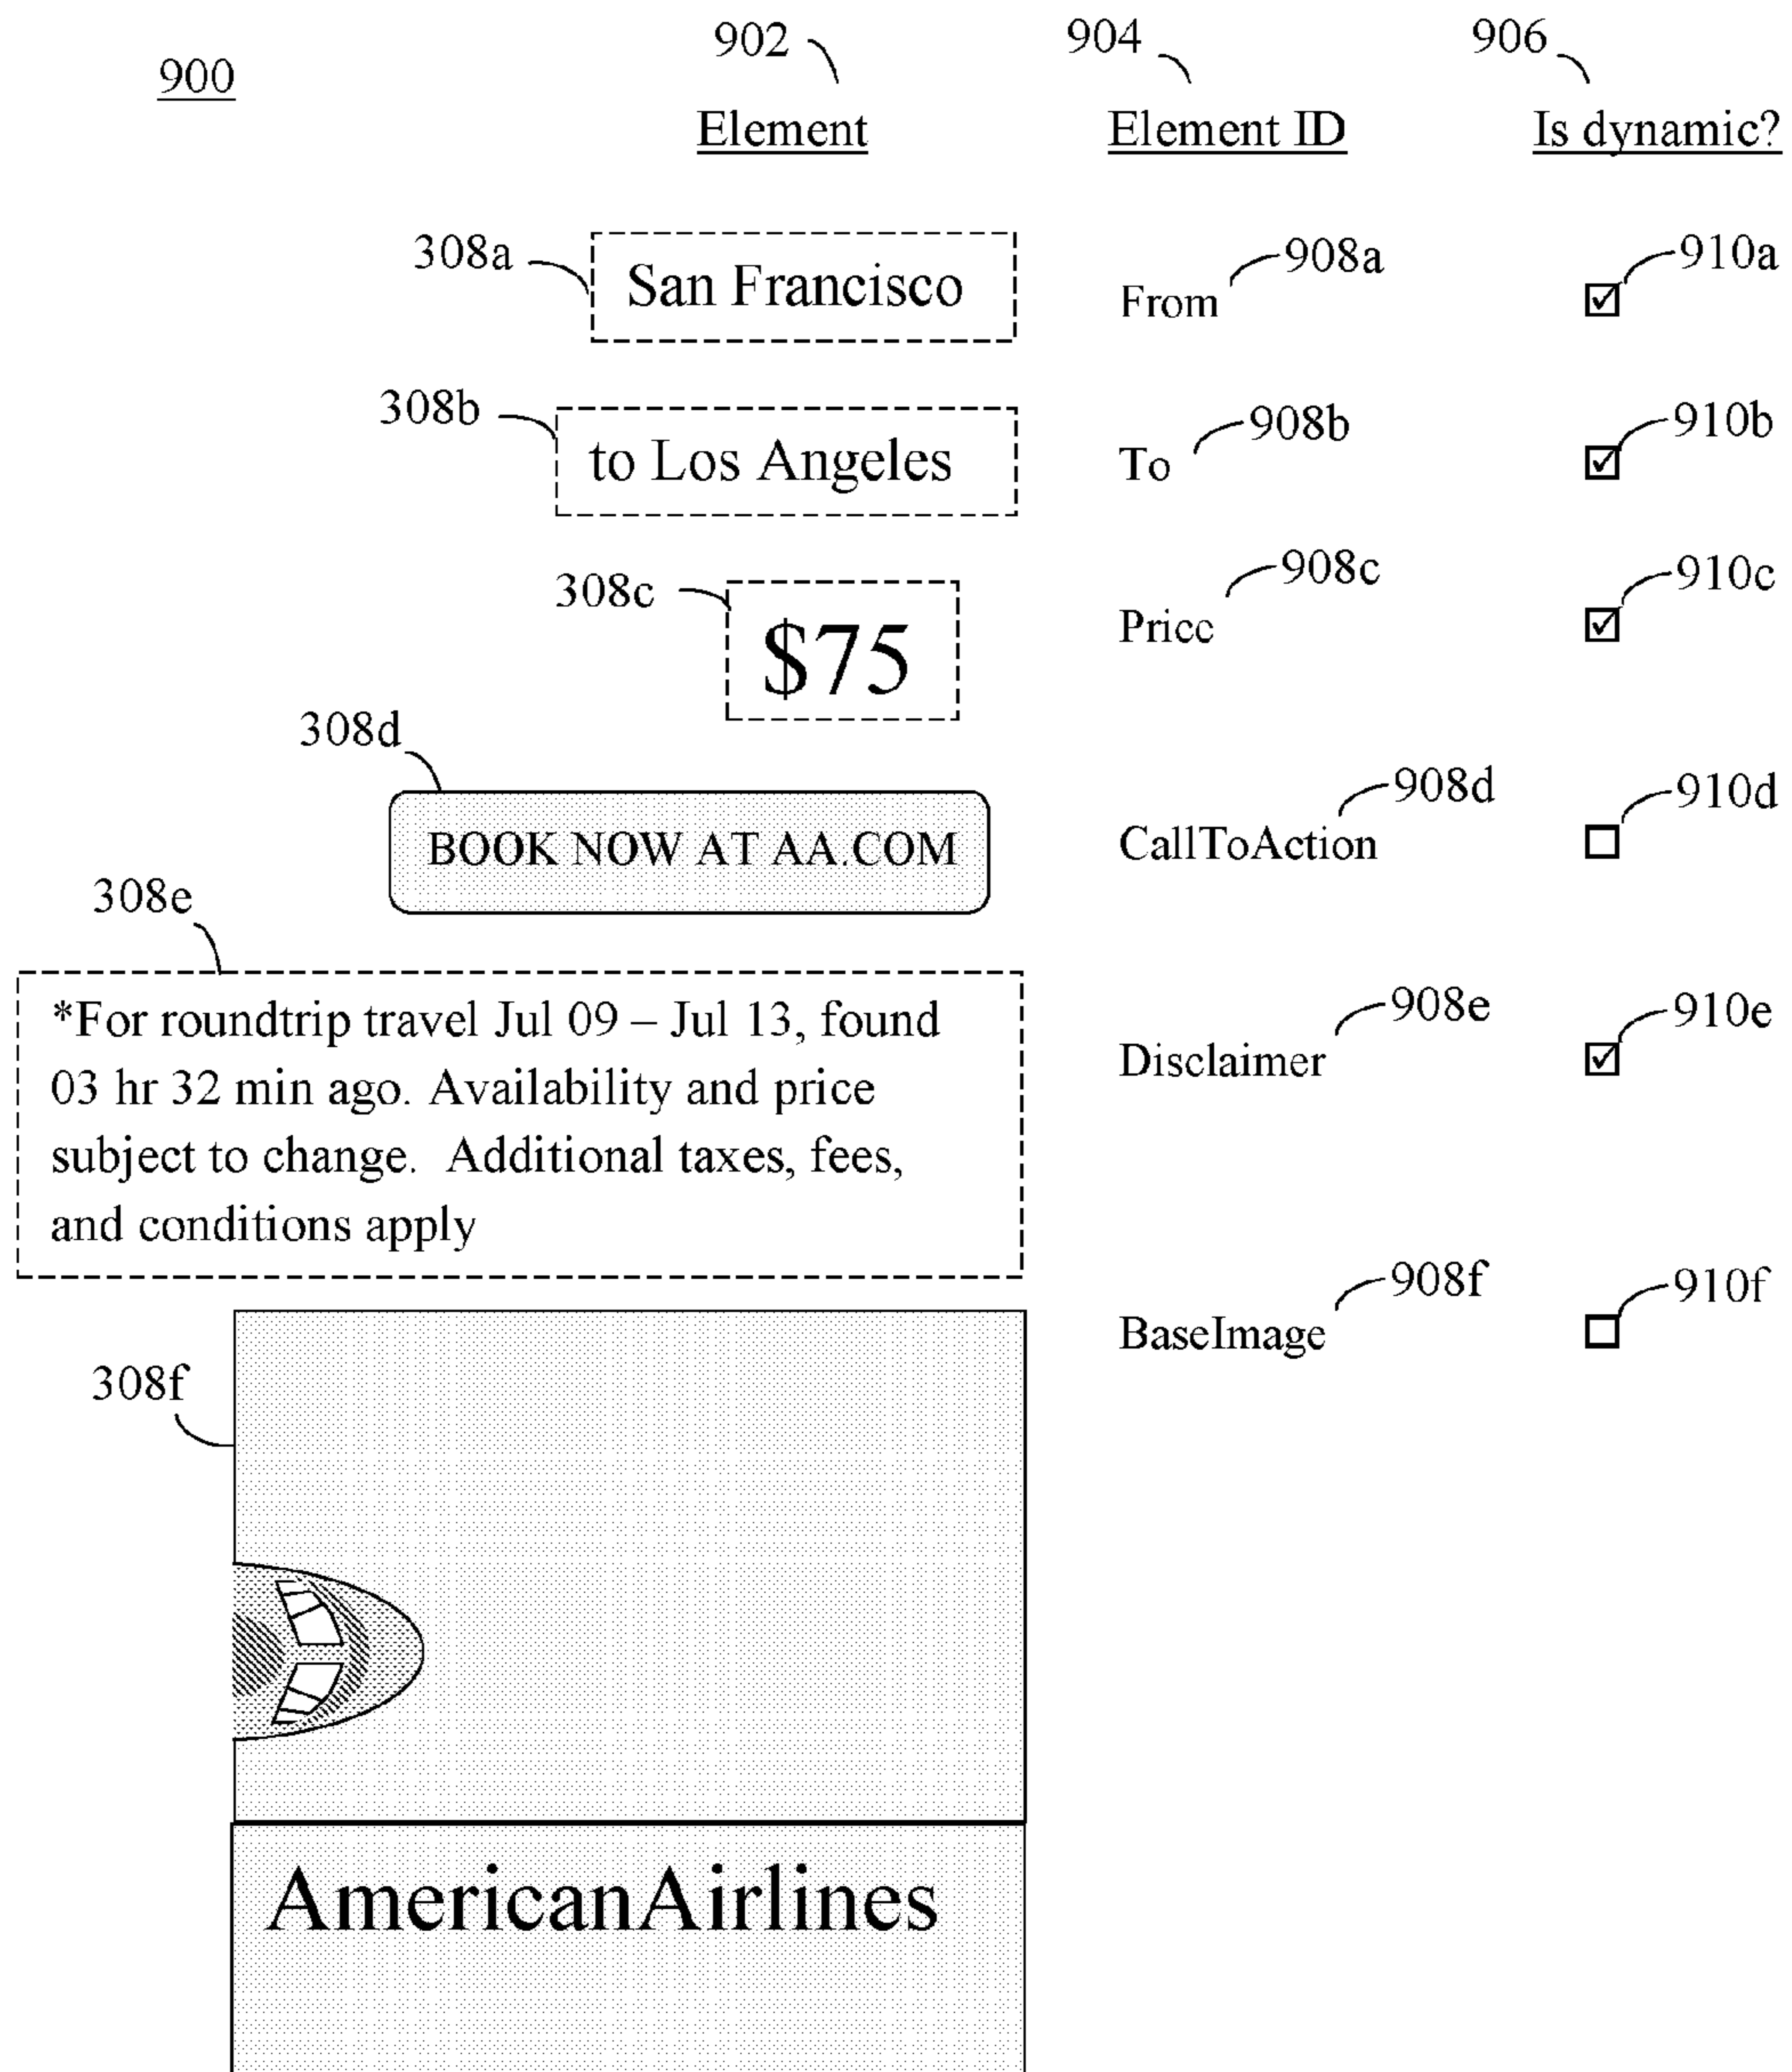 902 904 906
900
Element Element ID Is dynamic?
308a San Francisco From 908a 910a
308b to Los Angeles To 908b 910b
308c $75 Price 908c 910c
308d BOOK NOW AT AA.COM CallToAction 908d 910d
308e
*For roundtrip travel Jul 09 – Jul 13, found
03 hr 32 min ago. Availability and price
subject to change. Additional taxes, fees,
and conditions apply
Disclaimer 908e 910e
308f BaseImage 908f 910f
AmericanAirlines